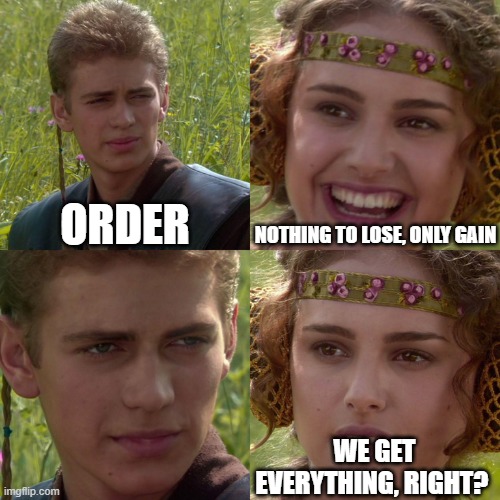 ORDER
NOTHING TO LOSE, ONLY GAIN
WE GET
EVERYTHING, RIGHT?
imgflip.com